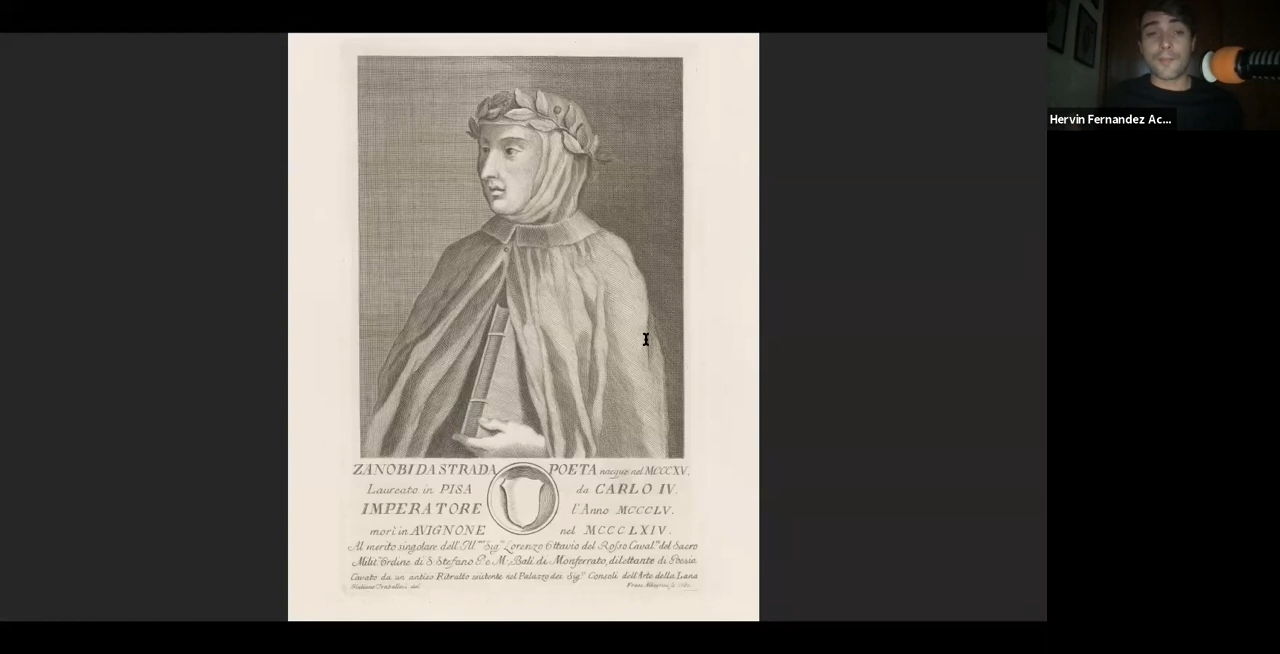 Hervin Fernandez Ac...
ZANOBI DA STRADA POETA nacque nel MCCCXV.
Laureato in PISA da CARLO IV.
IMPERATORE l'Anno MCCCLV.
morì in AVIGNONE nel MCCCLXIV.
Al merito singolare dell'Ill.mo Sig.r Lorenzo Ottavio del Rosso Caval.re del Sacro
Milit.e Ordine di S. Stefano P. e M. Balì di Monferrato, dilettante di Poesia
Cavato da un antico Ritratto esistente nel Palazzo dei Sig.ri Consoli dell'Arte della Lana
del. Franc. Allegrini